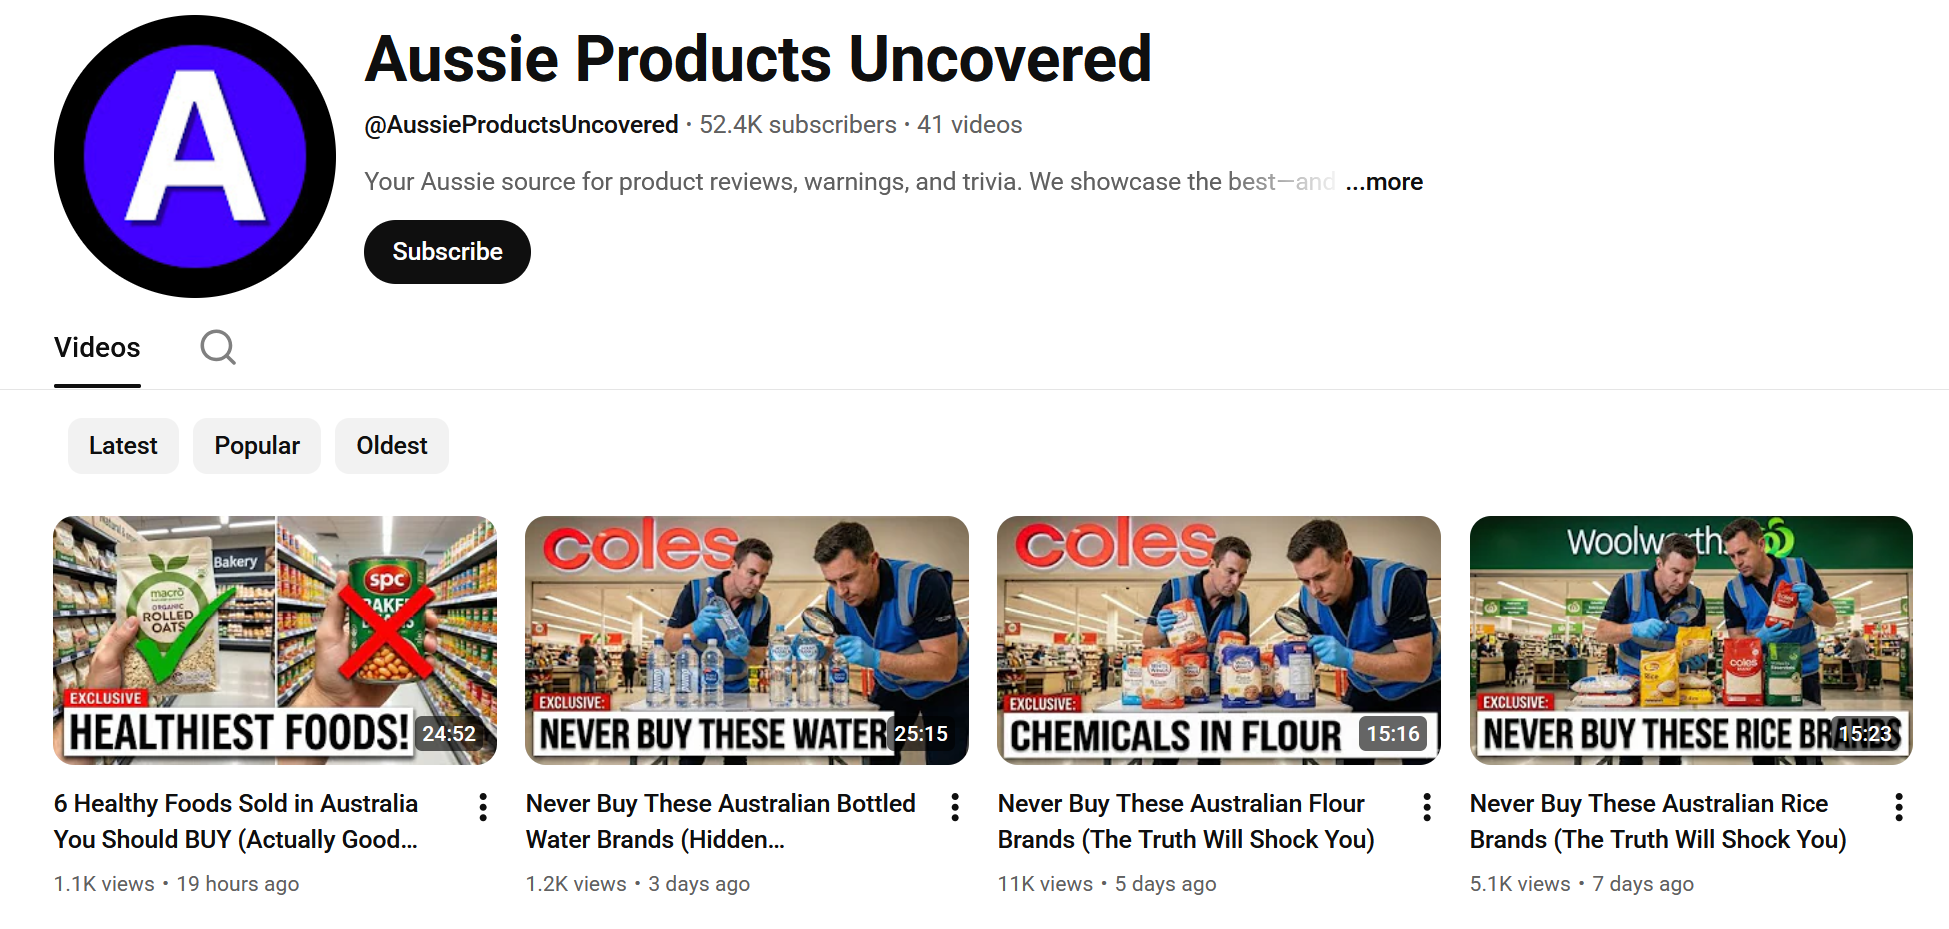 A
Aussie Products Uncovered
@AussieProductsUncovered • 52.4K subscribers • 41 videos
Your Aussie source for product reviews, warnings, and trivia. We showcase the best—and ...more
Subscribe
Videos
Latest
Popular
Oldest
Bakery
macro
ORGANIC
ROLLED
OATS
spc
EXCLUSIVE
HEALTHIEST FOODS!
24:52
6 Healthy Foods Sold in Australia
You Should BUY (Actually Good...
1.1K views • 19 hours ago
coles
EXCLUSIVE:
NEVER BUY THESE WATER
25:15
Never Buy These Australian Bottled
Water Brands (Hidden...
1.2K views • 3 days ago
coles
EXCLUSIVE:
CHEMICALS IN FLOUR
15:16
Never Buy These Australian Flour
Brands (The Truth Will Shock You)
11K views • 5 days ago
Woolworths
Rice
coles
EXCLUSIVE:
NEVER BUY THESE RICE BRANDS
15:23
Never Buy These Australian Rice
Brands (The Truth Will Shock You)
5.1K views • 7 days ago